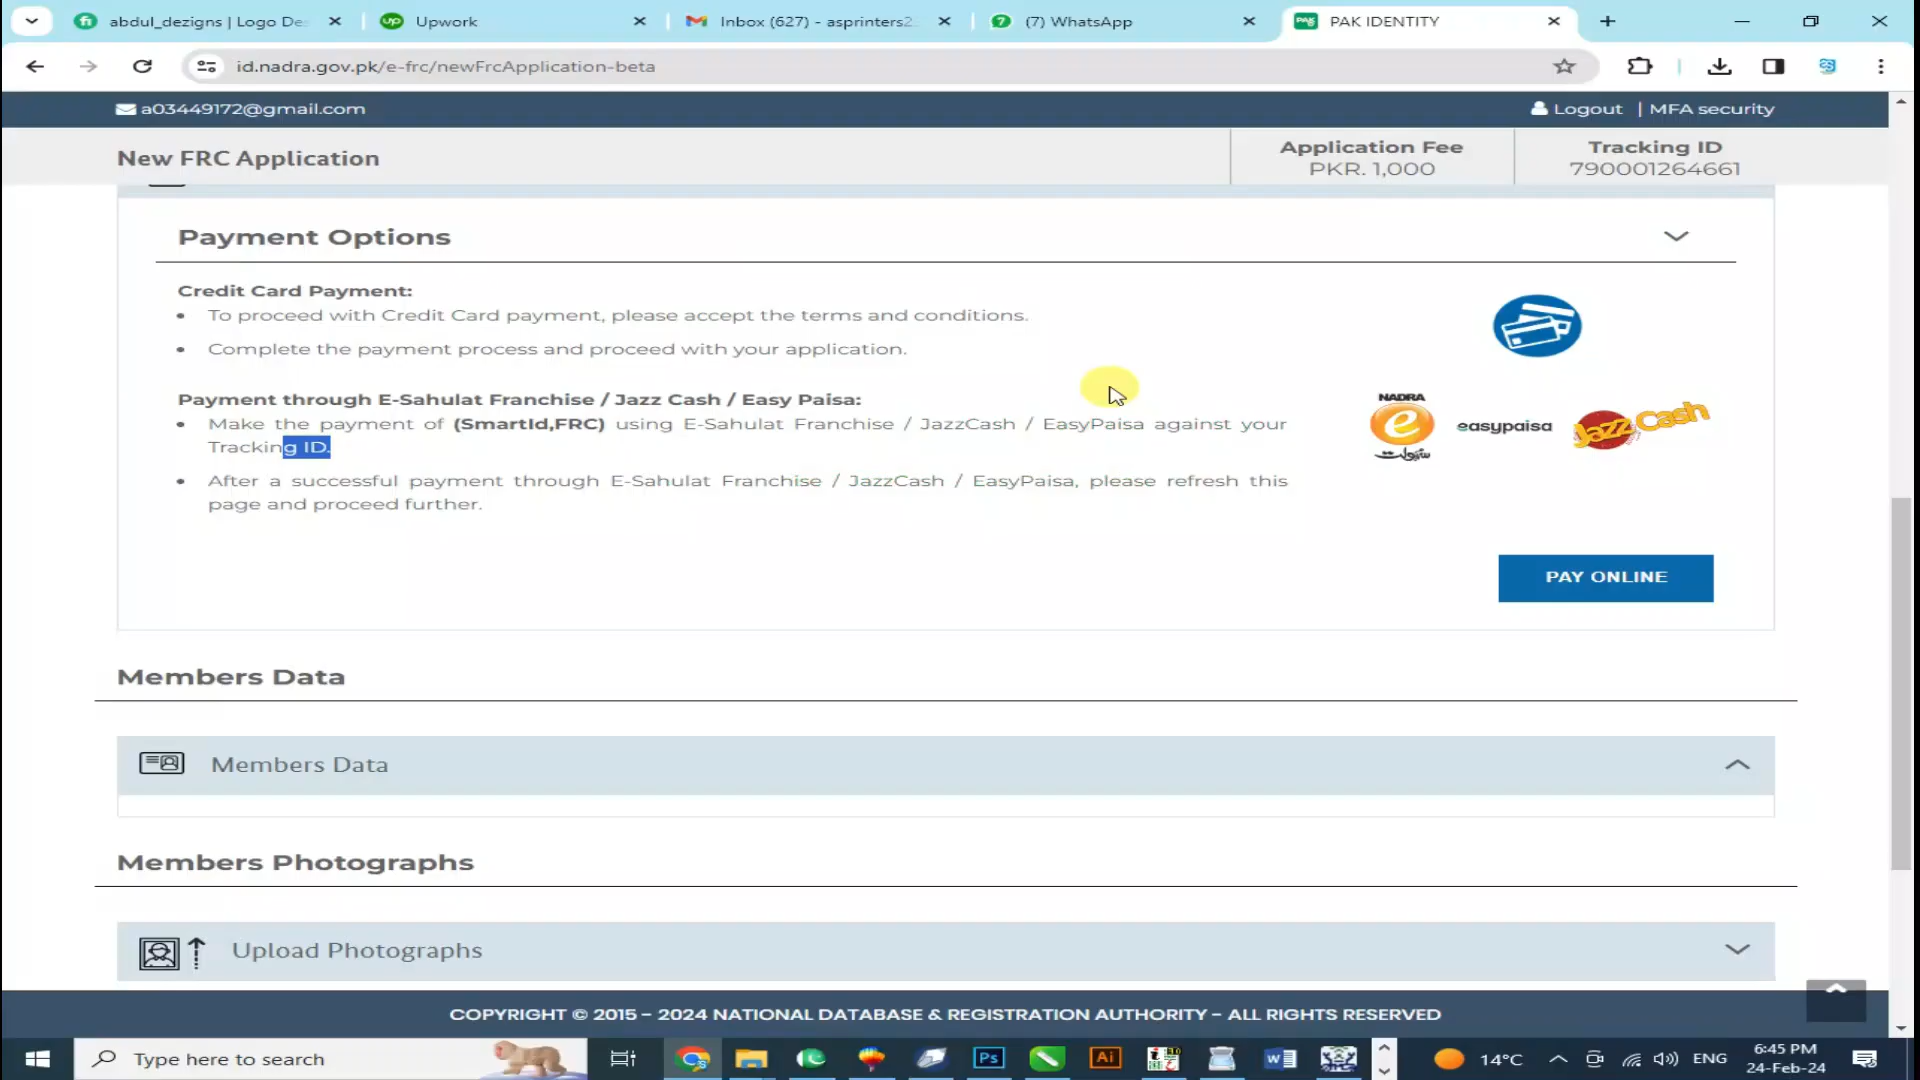 abdul_dezigns | Logo De
Upwork
Inbox (627) - asprinters2
(7) WhatsApp
PAK IDENTITY
id.nadra.gov.pk/e-frc/newFrcApplication-beta
a03449172@gmail.com
Logout | MFA security
New FRC Application
Application Fee
PKR. 1,000
Tracking ID
790001264661
Payment Options
Credit Card Payment:
• To proceed with Credit Card payment, please accept the terms and conditions.
• Complete the payment process and proceed with your application.
Payment through E-Sahulat Franchise / Jazz Cash / Easy Paisa:
• Make the payment of (SmartId,FRC) using E-Sahulat Franchise / JazzCash / EasyPaisa against your
Tracking ID.
• After a successful payment through E-Sahulat Franchise / JazzCash / EasyPaisa, please refresh this
page and proceed further.
NADRA
e
سہولت
easypaisa
JazzCash
PAY ONLINE
Members Data
Members Data
Members Photographs
Upload Photographs
COPYRIGHT © 2015 – 2024 NATIONAL DATABASE & REGISTRATION AUTHORITY – ALL RIGHTS RESERVED
Type here to search
Ps
Ai
14°C
ENG
6:45 PM
24-Feb-24